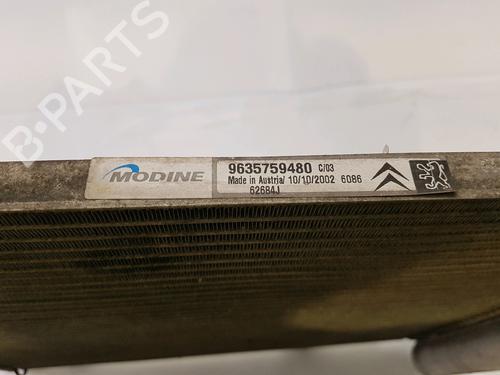 B-PARTS
MODINE
9635759480 C/03
Made in Austria/ 10/10/2002 6086
62684J